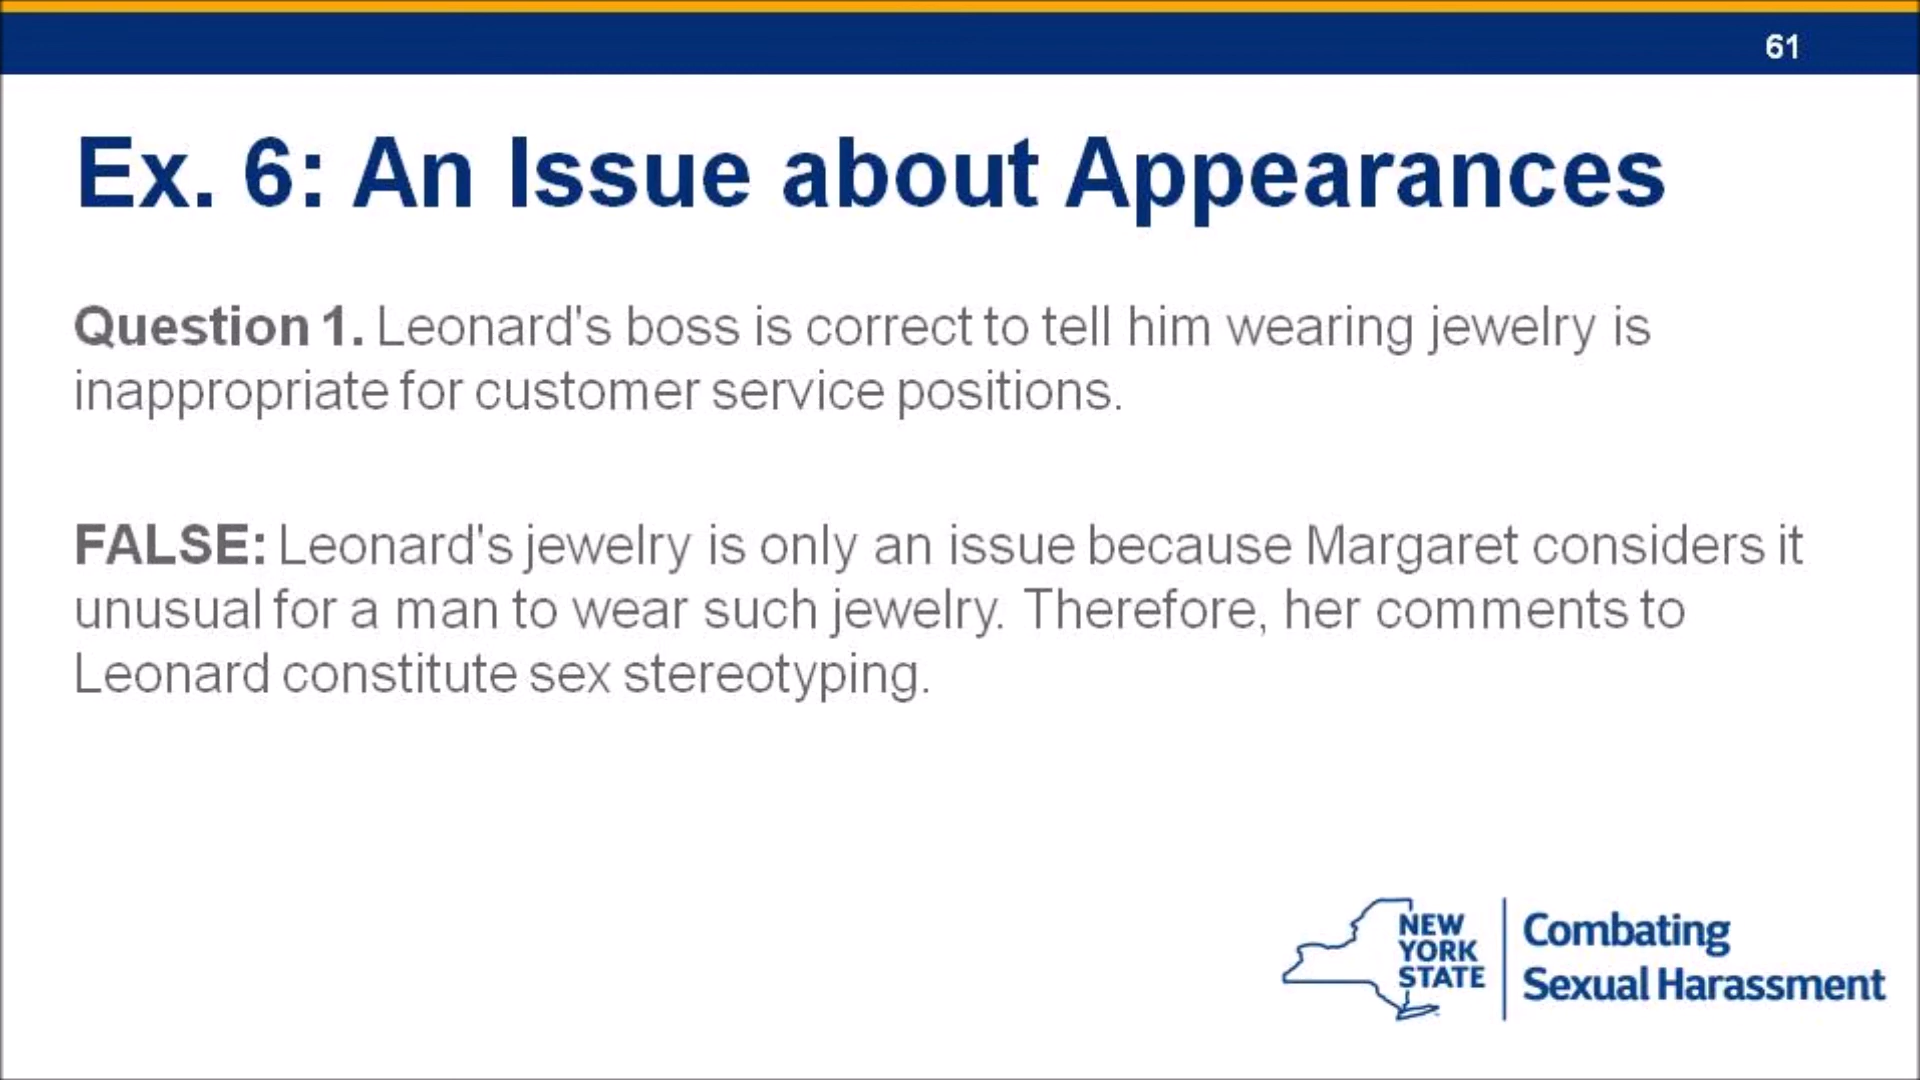 61
Ex. 6: An Issue about Appearances
Question 1. Leonard's boss is correct to tell him wearing jewelry is
inappropriate for customer service positions.
FALSE: Leonard's jewelry is only an issue because Margaret considers it
unusual for a man to wear such jewelry. Therefore, her comments to
Leonard constitute sex stereotyping.
NEW
YORK
STATE
Combating
Sexual Harassment